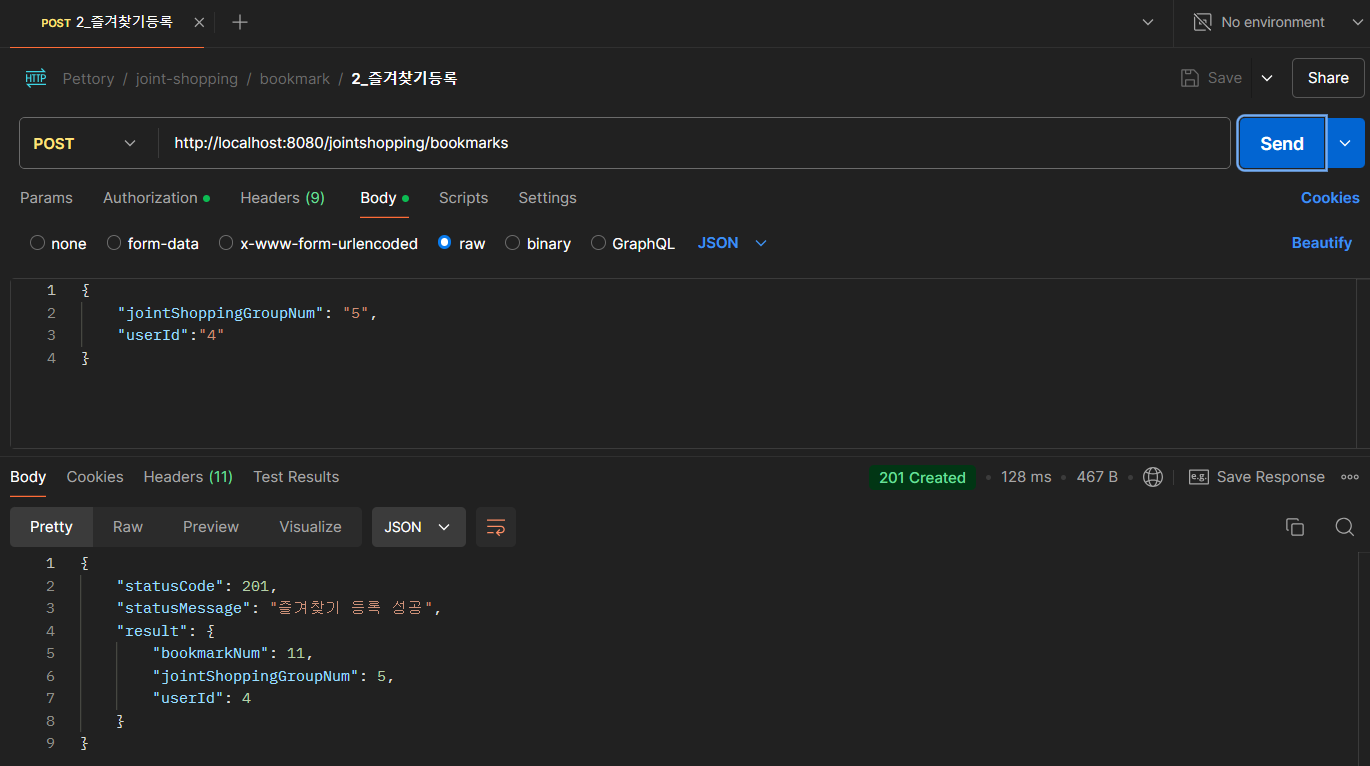 POST 2_즐겨찾기등록
No environment
HTTP Pettory / joint-shopping / bookmark / 2_즐겨찾기등록
Save
Share
POST http://localhost:8080/jointshopping/bookmarks
Send
Params Authorization Headers (9) Body Scripts Settings
Cookies
none form-data x-www-form-urlencoded raw binary GraphQL JSON
Beautify
1 {
2 "jointShoppingGroupNum": "5",
3 "userId":"4"
4 }
Body Cookies Headers (11) Test Results
201 Created 128 ms 467 B e.g. Save Response
Pretty Raw Preview Visualize JSON
1 {
2 "statusCode": 201,
3 "statusMessage": "즐겨찾기 등록 성공",
4 "result": {
5 "bookmarkNum": 11,
6 "jointShoppingGroupNum": 5,
7 "userId": 4
8 }
9 }